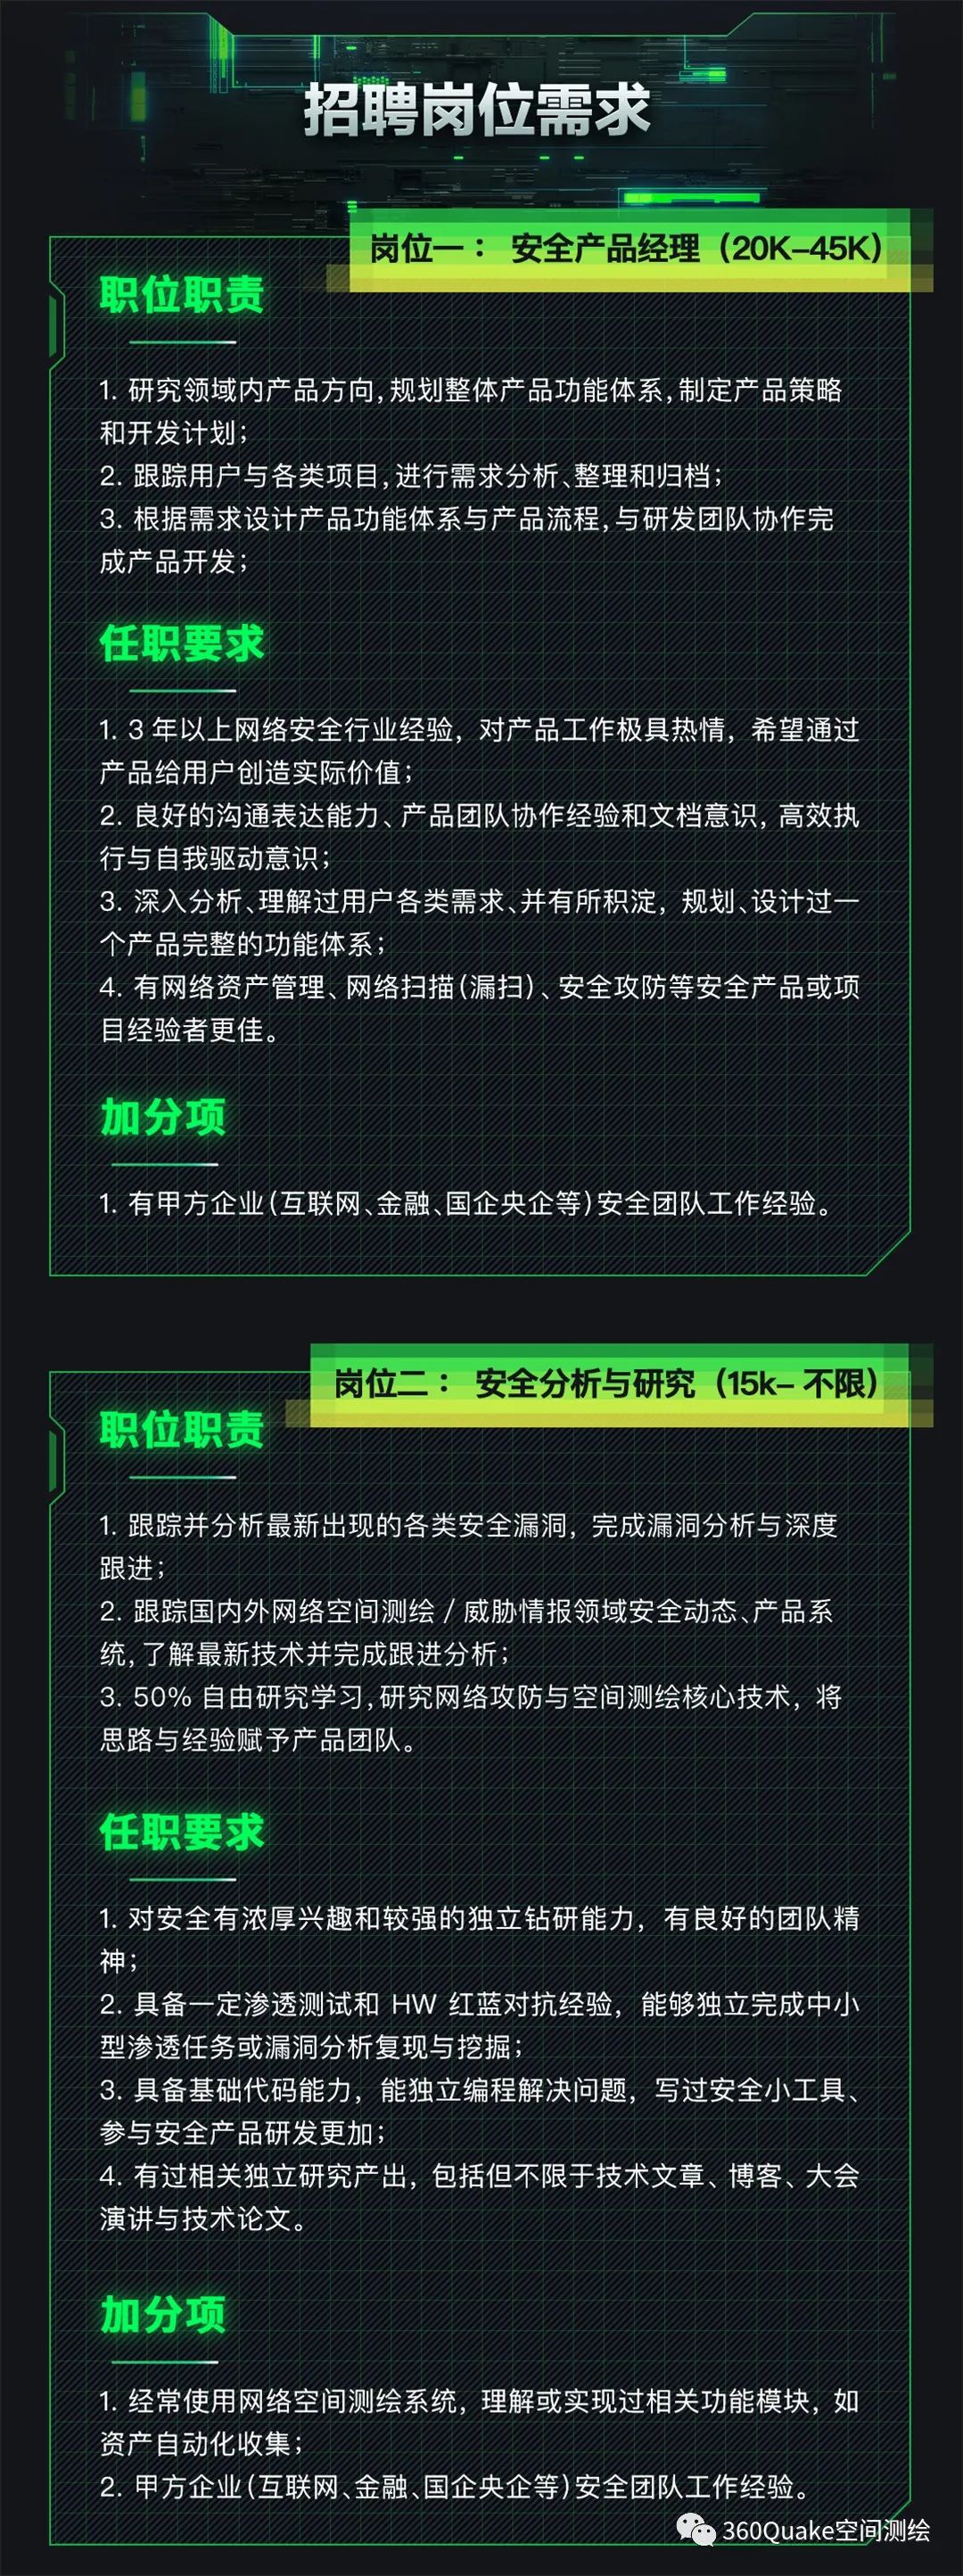 招聘岗位需求
岗位一： 安全产品经理（20K-45K）
职位职责
1. 研究领域内产品方向,规划整体产品功能体系,制定产品策略
和开发计划；
2. 跟踪用户与各类项目,进行需求分析、整理和归档；
3. 根据需求设计产品功能体系与产品流程,与研发团队协作完
成产品开发；
任职要求
1. 3 年以上网络安全行业经验，对产品工作极具热情，希望通过
产品给用户创造实际价值；
2. 良好的沟通表达能力、产品团队协作经验和文档意识，高效执
行与自我驱动意识；
3. 深入分析、理解过用户各类需求、并有所积淀，规划、设计过一
个产品完整的功能体系；
4. 有网络资产管理、网络扫描(漏扫)、安全攻防等安全产品或项
目经验者更佳。
加分项
1. 有甲方企业(互联网、金融、国企央企等)安全团队工作经验。
岗位二： 安全分析与研究（15k- 不限）
职位职责
1. 跟踪并分析最新出现的各类安全漏洞，完成漏洞分析与深度
跟进；
2. 跟踪国内外网络空间测绘 / 威胁情报领域安全动态、产品系
统,了解最新技术并完成跟进分析；
3. 50% 自由研究学习,研究网络攻防与空间测绘核心技术，将
思路与经验赋予产品团队。
任职要求
1. 对安全有浓厚兴趣和较强的独立钻研能力，有良好的团队精
神；
2. 具备一定渗透测试和 HW 红蓝对抗经验，能够独立完成中小
型渗透任务或漏洞分析复现与挖掘；
3. 具备基础代码能力，能独立编程解决问题，写过安全小工具、
参与安全产品研发更加；
4. 有过相关独立研究产出，包括但不限于技术文章、博客、大会
演讲与技术论文。
加分项
1. 经常使用网络空间测绘系统，理解或实现过相关功能模块，如
资产自动化收集；
2. 甲方企业(互联网、金融、国企央企等)安全团队工作经验。
360Quake空间测绘